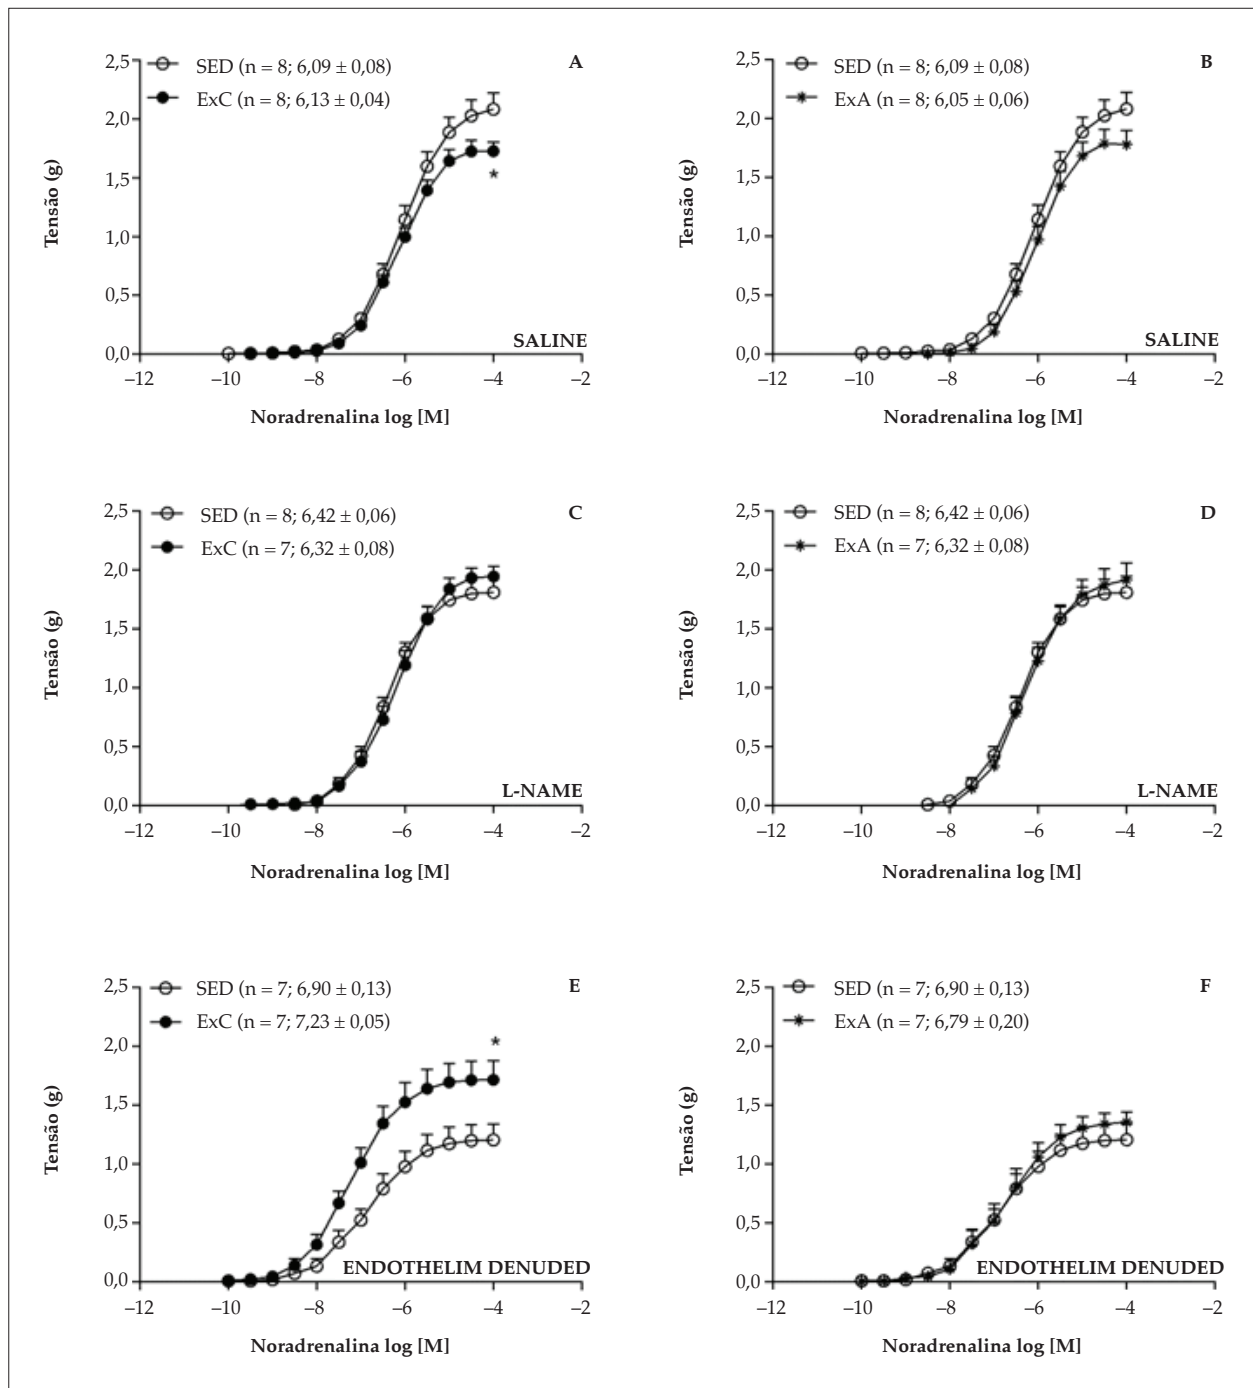 A
SED (n = 8; 6,09 ± 0,08)
ExC (n = 8; 6,13 ± 0,04)
2,5
2,0
1,5
1,0
0,5
0,0
Tensão (g)
*
SALINE
–12 –10 –8 –6 –4 –2
Noradrenalina log [M]
B
SED (n = 8; 6,09 ± 0,08)
ExA (n = 8; 6,05 ± 0,06)
2,5
2,0
1,5
1,0
0,5
0,0
Tensão (g)
SALINE
–12 –10 –8 –6 –4 –2
Noradrenalina log [M]
C
SED (n = 8; 6,42 ± 0,06)
ExC (n = 7; 6,32 ± 0,08)
2,5
2,0
1,5
1,0
0,5
0,0
Tensão (g)
L-NAME
–12 –10 –8 –6 –4 –2
Noradrenalina log [M]
D
SED (n = 8; 6,42 ± 0,06)
ExA (n = 7; 6,32 ± 0,08)
2,5
2,0
1,5
1,0
0,5
0,0
Tensão (g)
L-NAME
–12 –10 –8 –6 –4 –2
Noradrenalina log [M]
E
SED (n = 7; 6,90 ± 0,13)
ExC (n = 7; 7,23 ± 0,05)
2,5
2,0
1,5
1,0
0,5
0,0
Tensão (g)
*
ENDOTHELIM DENUDED
–12 –10 –8 –6 –4 –2
Noradrenalina log [M]
F
SED (n = 7; 6,90 ± 0,13)
ExA (n = 7; 6,79 ± 0,20)
2,5
2,0
1,5
1,0
0,5
0,0
Tensão (g)
ENDOTHELIM DENUDED
–12 –10 –8 –6 –4 –2
Noradrenalina log [M]